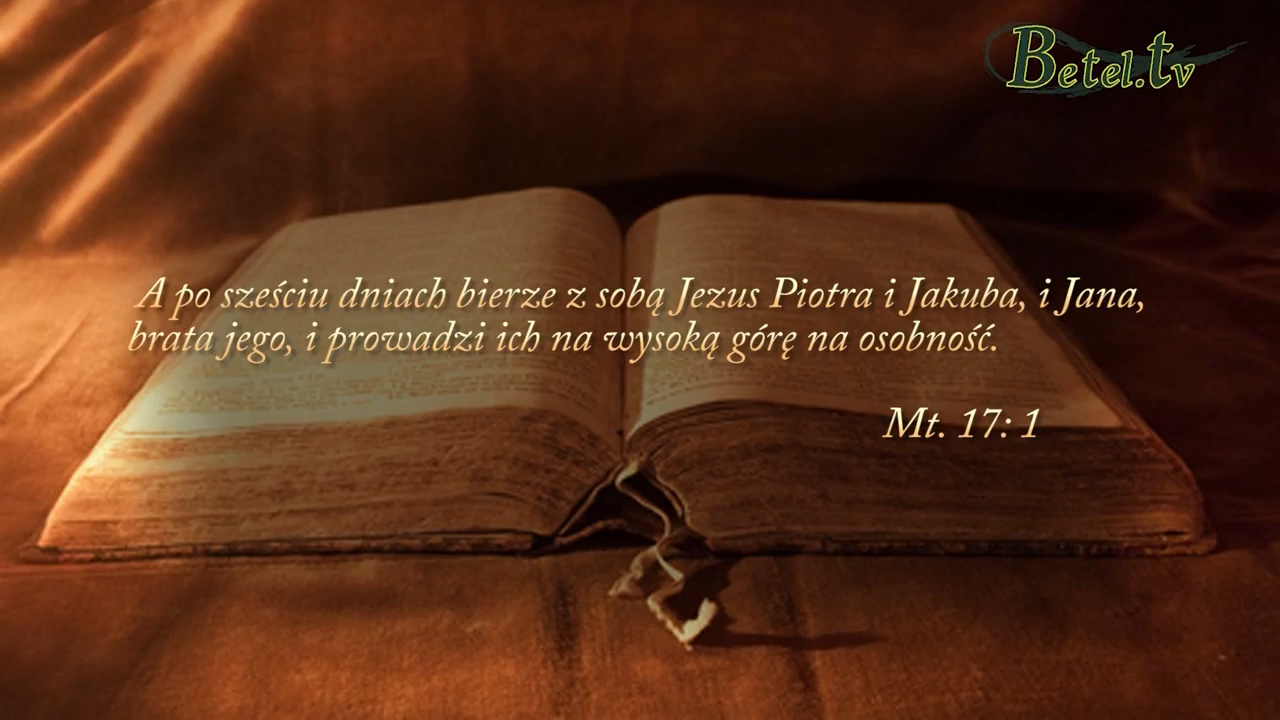 Betel.tv
A po sześciu dniach bierze z sobą Jezus Piotra i Jakuba, i Jana,
brata jego, i prowadzi ich na wysoką górę na osobność.
Mt. 17: 1